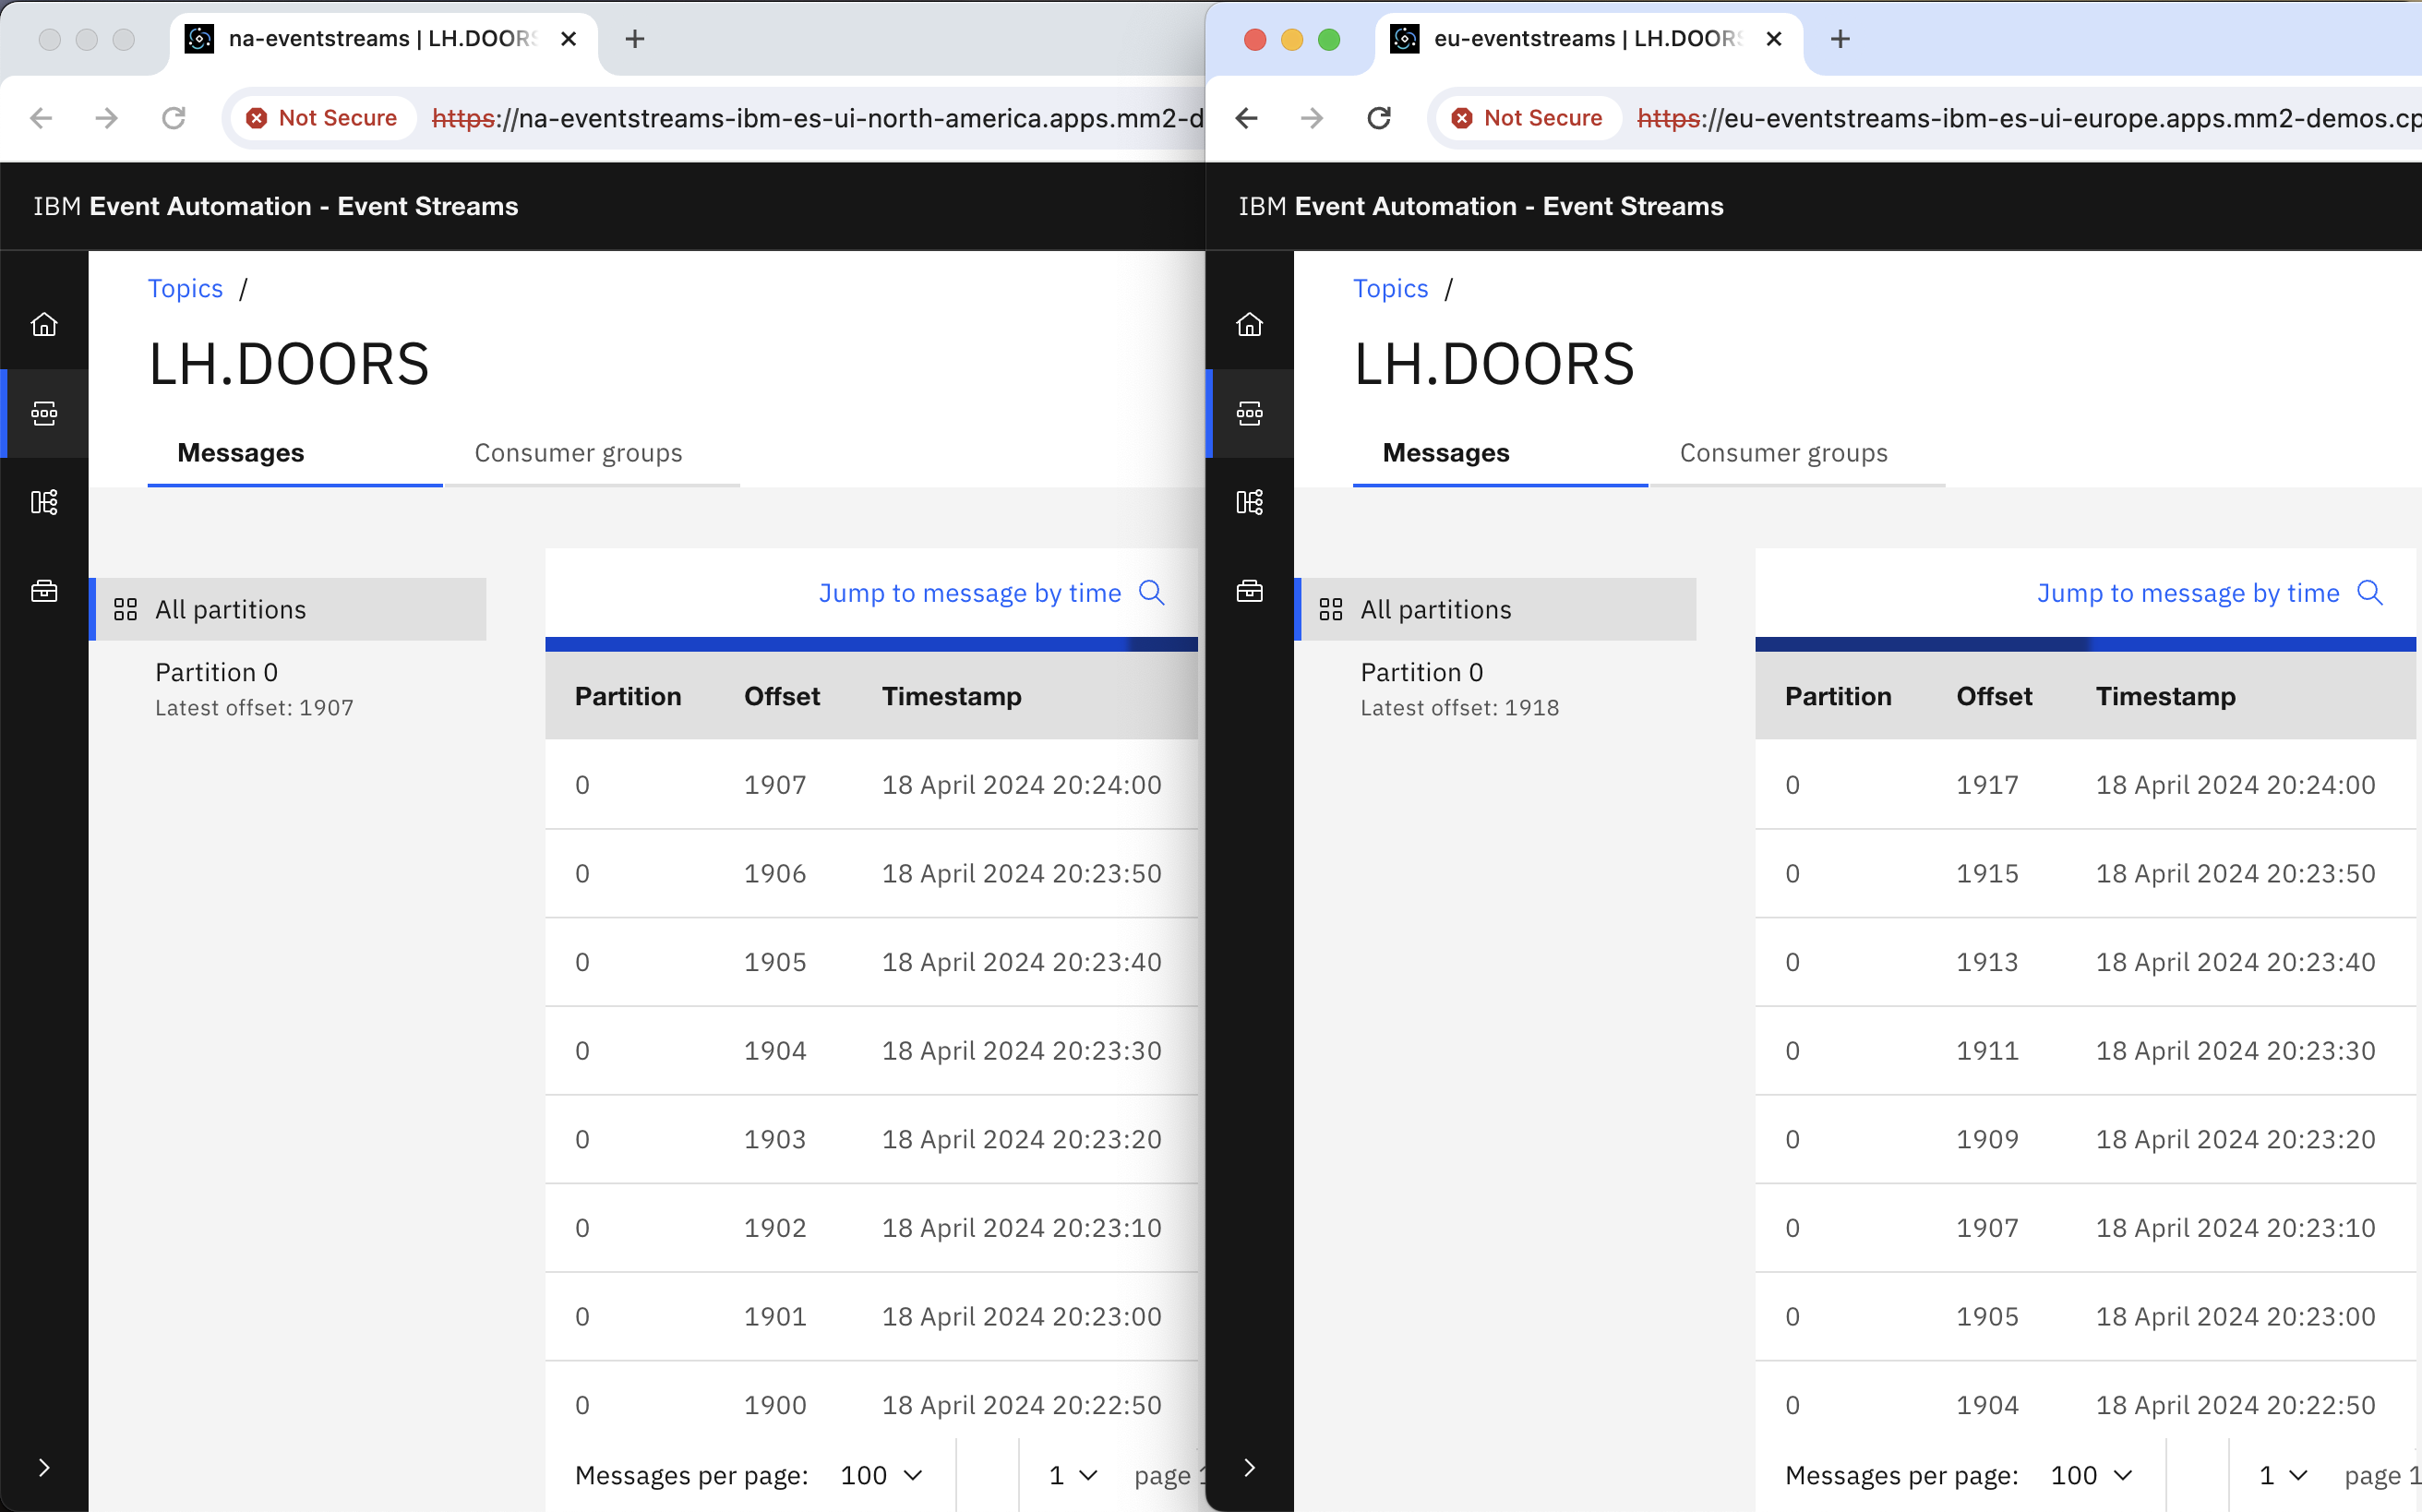 na-eventstreams | LH.DOORS
Not Secure https://na-eventstreams-ibm-es-ui-north-america.apps.mm2-d
IBM Event Automation - Event Streams
Topics /
LH.DOORS
Messages Consumer groups
All partitions
Partition 0
Latest offset: 1907
Jump to message by time
Partition Offset Timestamp
0 1907 18 April 2024 20:24:00
0 1906 18 April 2024 20:23:50
0 1905 18 April 2024 20:23:40
0 1904 18 April 2024 20:23:30
0 1903 18 April 2024 20:23:20
0 1902 18 April 2024 20:23:10
0 1901 18 April 2024 20:23:00
0 1900 18 April 2024 20:22:50
Messages per page: 100 1 page 1
eu-eventstreams | LH.DOORS
Not Secure https://eu-eventstreams-ibm-es-ui-europe.apps.mm2-demos.cp
IBM Event Automation - Event Streams
Topics /
LH.DOORS
Messages Consumer groups
All partitions
Partition 0
Latest offset: 1918
Jump to message by time
Partition Offset Timestamp
0 1917 18 April 2024 20:24:00
0 1915 18 April 2024 20:23:50
0 1913 18 April 2024 20:23:40
0 1911 18 April 2024 20:23:30
0 1909 18 April 2024 20:23:20
0 1907 18 April 2024 20:23:10
0 1905 18 April 2024 20:23:00
0 1904 18 April 2024 20:22:50
Messages per page: 100 1 page 1